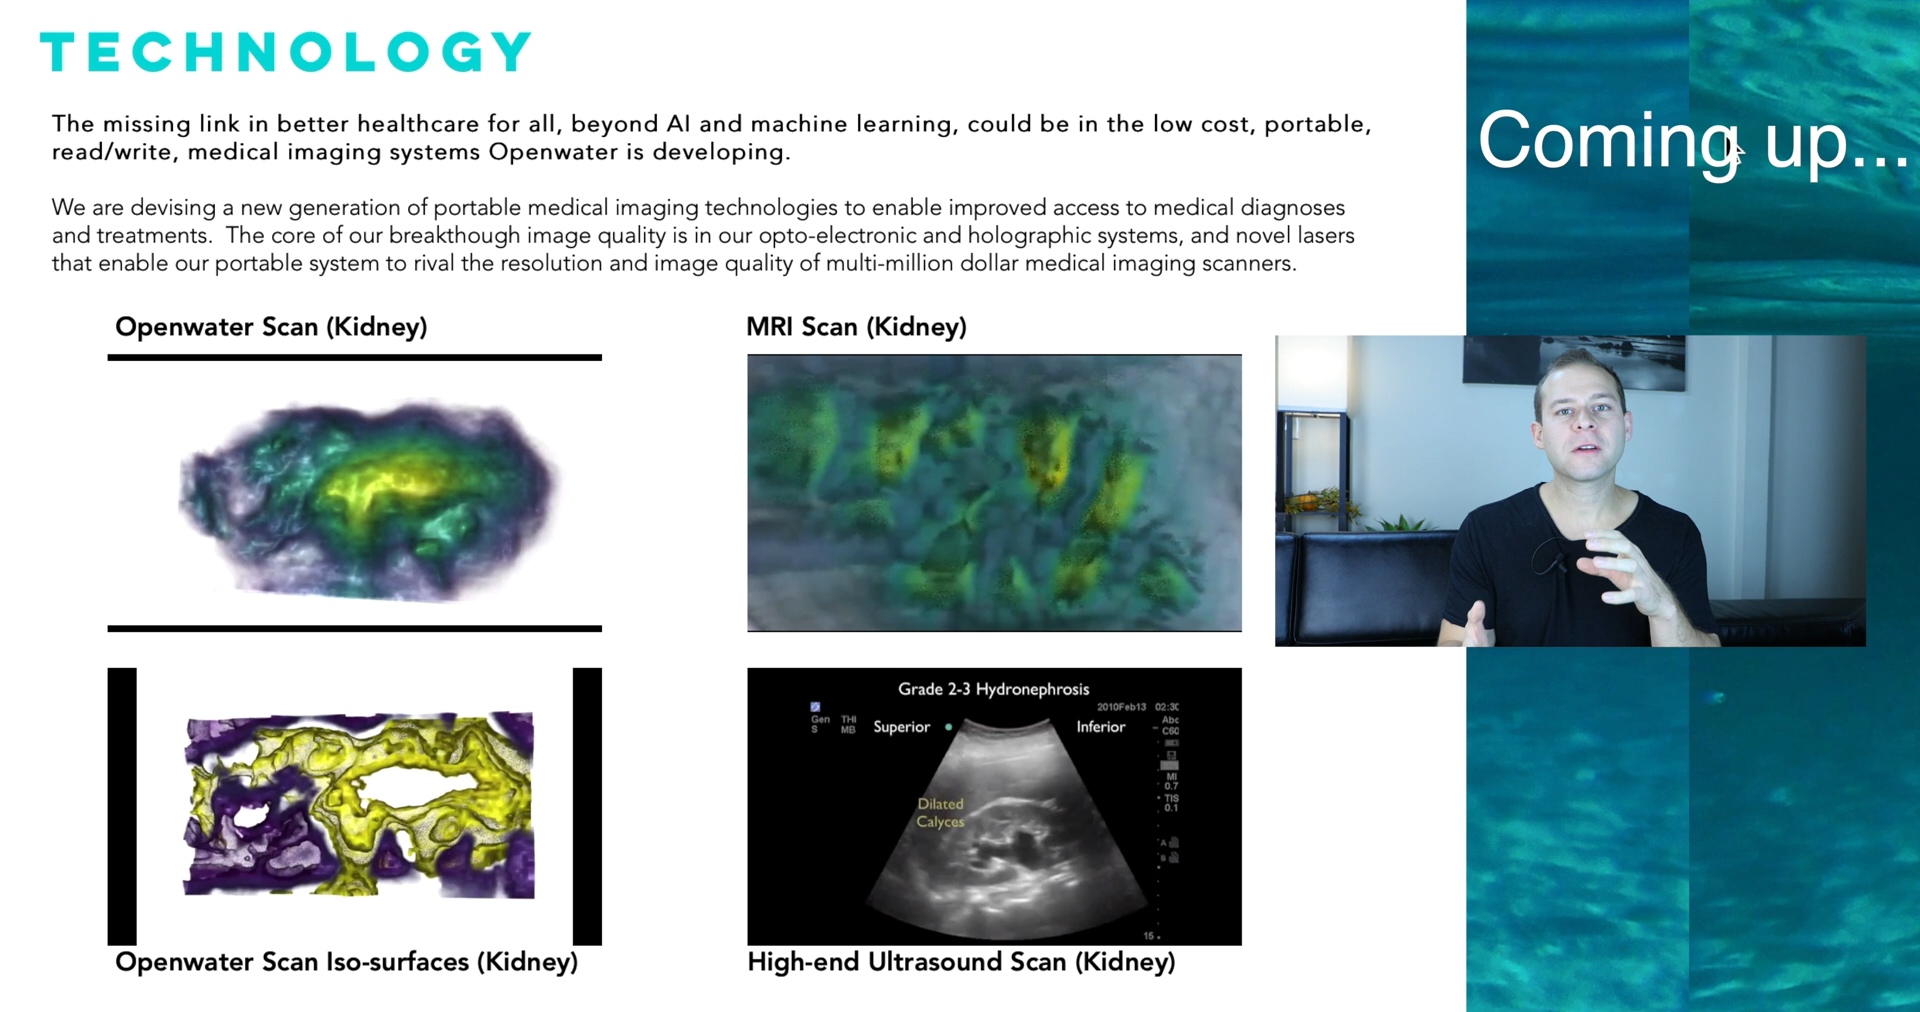 TECHNOLOGY
The missing link in better healthcare for all, beyond AI and machine learning, could be in the low cost, portable,
read/write, medical imaging systems Openwater is developing.
We are devising a new generation of portable medical imaging technologies to enable improved access to medical diagnoses
and treatments. The core of our breakthough image quality is in our opto-electronic and holographic systems, and novel lasers
that enable our portable system to rival the resolution and image quality of multi-million dollar medical imaging scanners.
Coming up...
Openwater Scan (Kidney)
MRI Scan (Kidney)
Grade 2-3 Hydronephrosis
2010Feb13 02:30
Gen THI
S MB
Superior
Inferior
Abc
C60
MI
0.7
TIS
0.1
Dilated
Calyces
A
B
15
Openwater Scan Iso-surfaces (Kidney)
High-end Ultrasound Scan (Kidney)